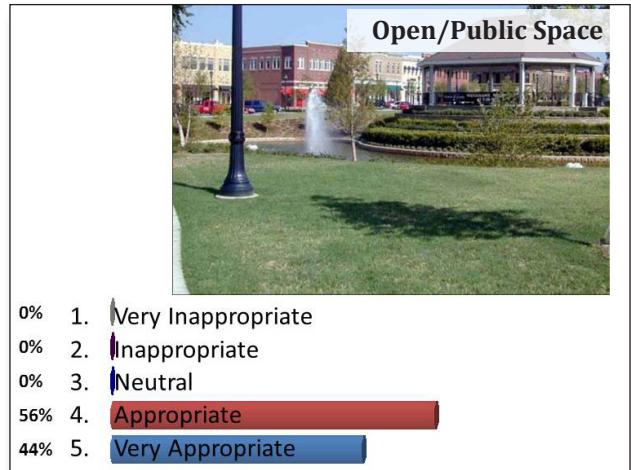 Open/Public Space
0% 1. Very Inappropriate
0% 2. Inappropriate
0% 3. Neutral
56% 4. Appropriate
44% 5. Very Appropriate